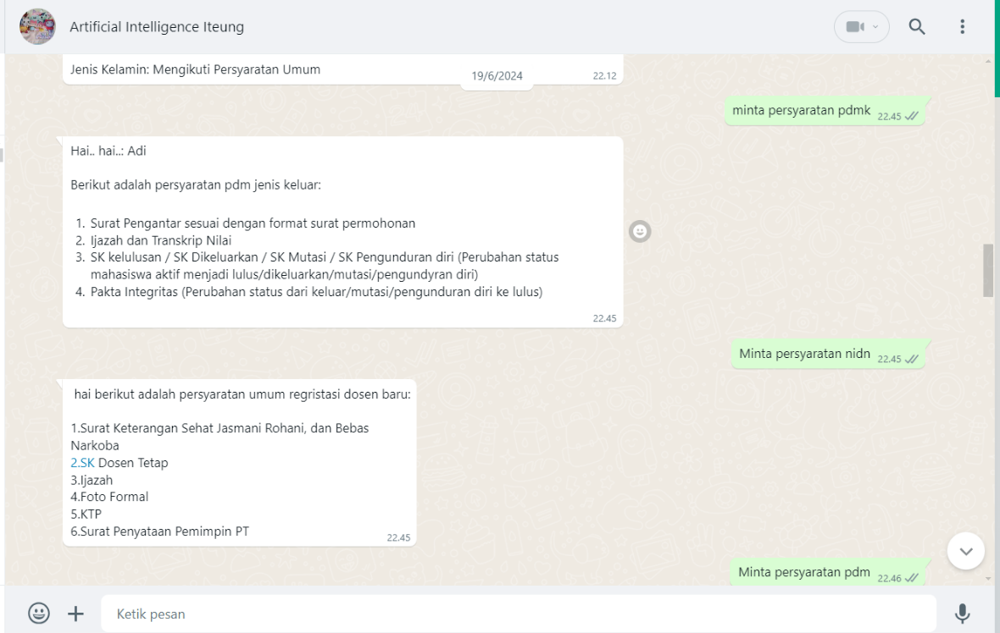 Artificial Intelligence Iteung
Jenis Kelamin: Mengikuti Persyaratan Umum
22.12
19/6/2024
minta persyaratan pdmk 22.45
Hai.. hai..: Adi
Berikut adalah persyaratan pdm jenis keluar:
1. Surat Pengantar sesuai dengan format surat permohonan
2. Ijazah dan Transkrip Nilai
3. SK kelulusan / SK Dikeluarkan / SK Mutasi / SK Pengunduran diri (Perubahan status
mahasiswa aktif menjadi lulus/dikeluarkan/mutasi/pengundyran diri)
4. Pakta Integritas (Perubahan status dari keluar/mutasi/pengunduran diri ke lulus)
22.45
Minta persyaratan nidn 22.45
hai berikut adalah persyaratan umum regristasi dosen baru:
1.Surat Keterangan Sehat Jasmani Rohani, dan Bebas
Narkoba
2.SK Dosen Tetap
3.Ijazah
4.Foto Formal
5.KTP
6.Surat Penyataan Pemimpin PT
22.45
Minta persyaratan pdm 22.46
Ketik pesan